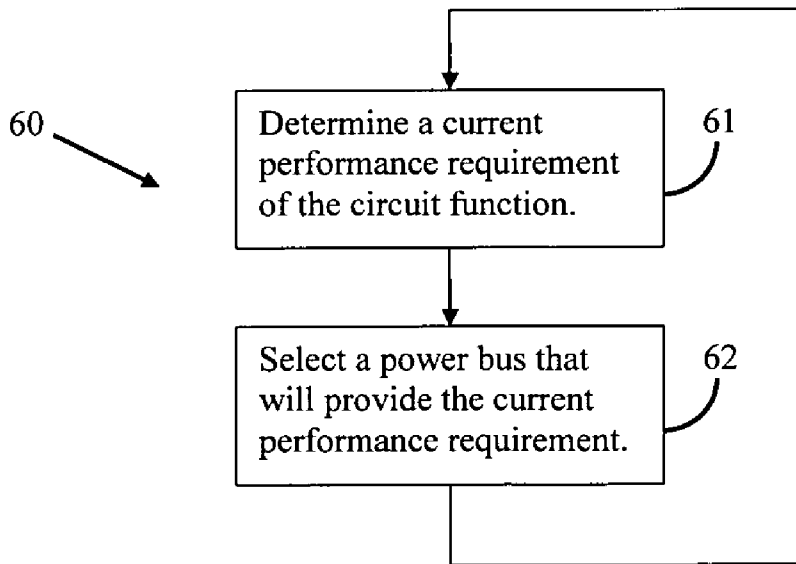 60
Determine a current
performance requirement
of the circuit function.
61
Select a power bus that
will provide the current
performance requirement.
62